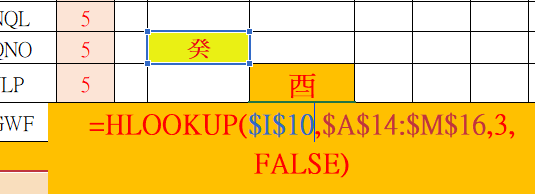 NQL 5
QNO 5 癸
LP 5 酉
GWF =HLOOKUP($I$10,$A$14:$M$16,3,
FALSE)